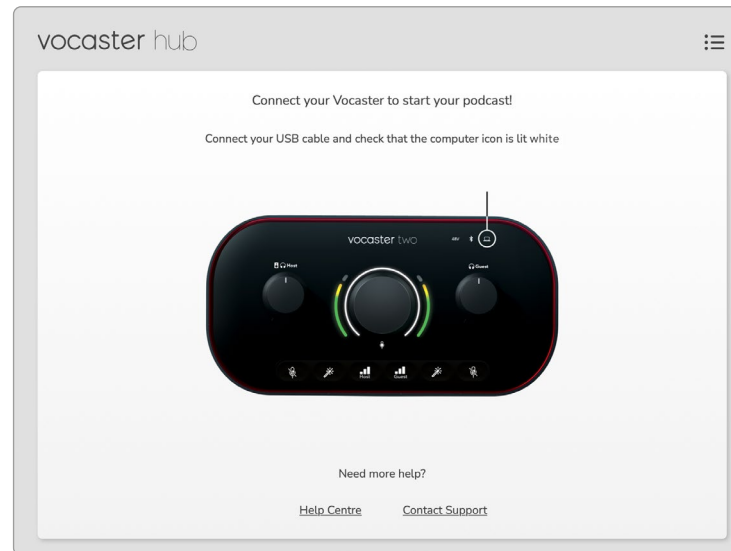 vocaster hub
Connect your Vocaster to start your podcast!
Connect your USB cable and check that the computer icon is lit white
vocaster two
48V
Host
Guest
Host
Guest
Need more help?
Help Centre
Contact Support